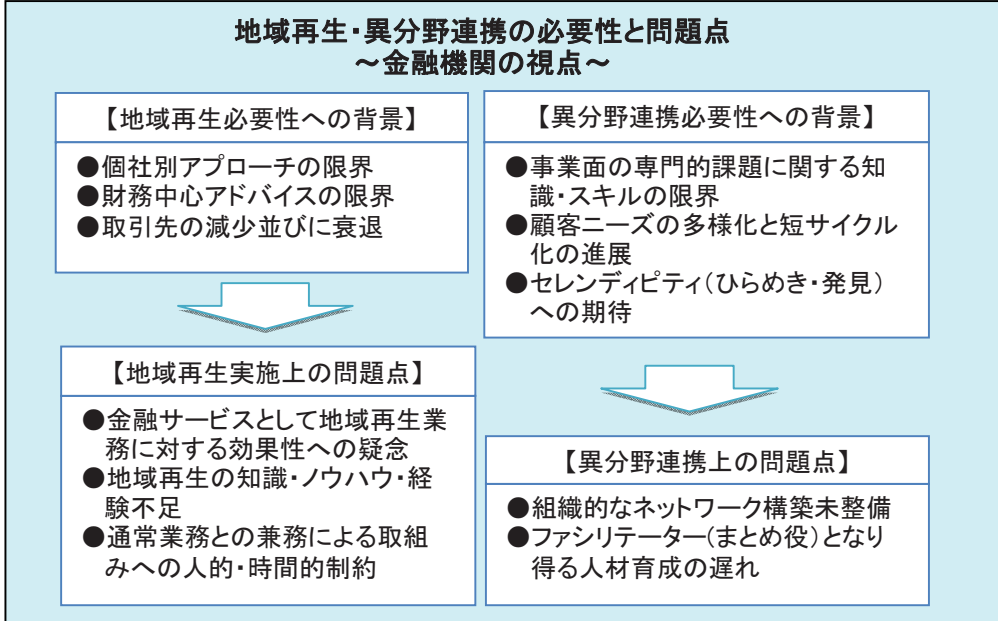 地域再生・異分野連携の必要性と問題点
～金融機関の視点～
【地域再生必要性への背景】
●個社別アプローチの限界
●財務中心アドバイスの限界
●取引先の減少並びに衰退
【地域再生実施上の問題点】
●金融サービスとして地域再生業
務に対する効果性への疑念
●地域再生の知識・ノウハウ・経
験不足
●通常業務との兼務による取組
みへの人的・時間的制約
【異分野連携必要性への背景】
●事業面の専門的課題に関する知
識・スキルの限界
●顧客ニーズの多様化と短サイクル
化の進展
●セレンディピティ（ひらめき・発見）
への期待
【異分野連携上の問題点】
●組織的なネットワーク構築未整備
●ファシリテーター(まとめ役)となり
得る人材育成の遅れ